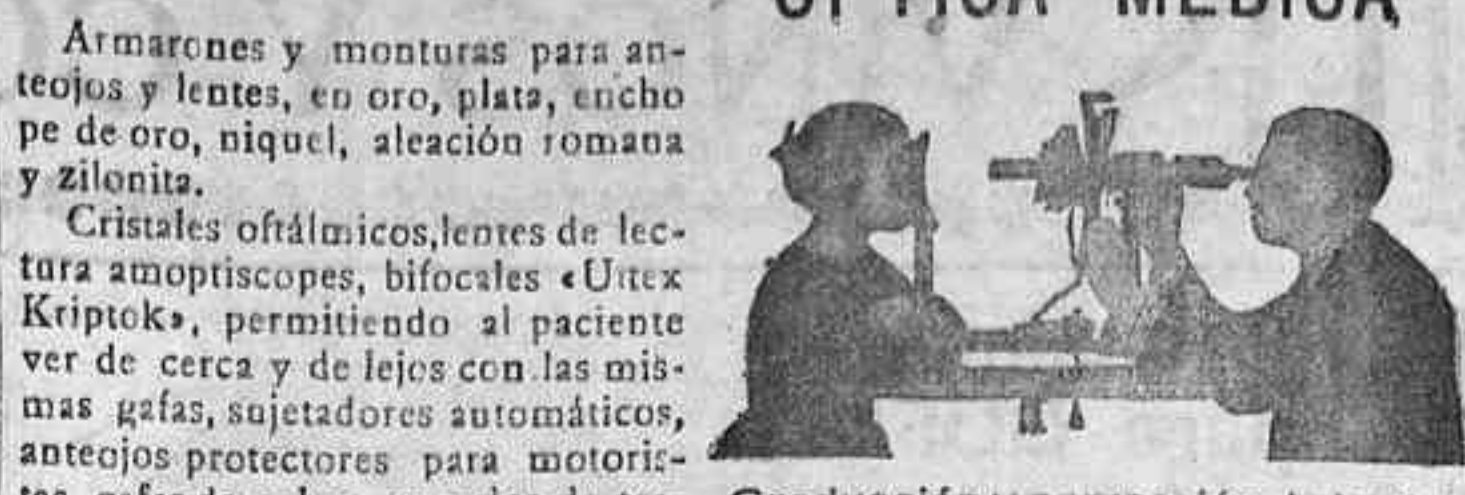 Armarones y monturas para an-
teojos y lentes, en oro, plata, encho
pe de oro, niquel, aleación romana
y zilonita.
Cristales oftálmicos, lentes de lec-
tura amoptiscopes, bifocales «Uttex
Kriptok», permitiendo al paciente
ver de cerca y de lejos con las mis-
mas gafas, sujetadores automáticos,
anteojos protectores para motoris-
MEDICA